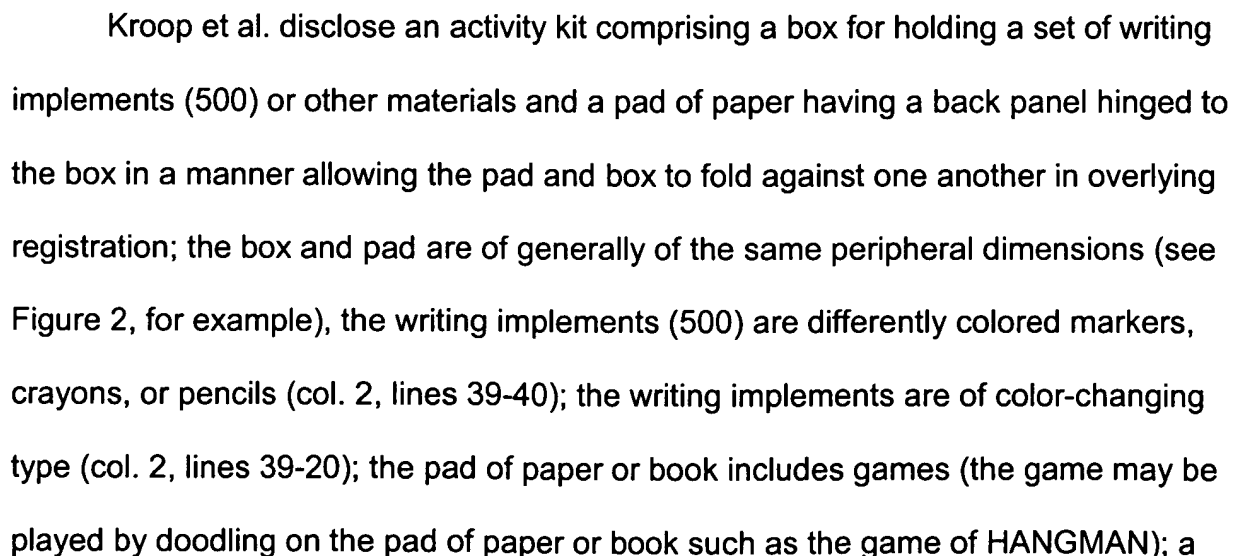 Kroop et al. disclose an activity kit comprising a box for holding a set of writing
implements (500) or other materials and a pad of paper having a back panel hinged to
the box in a manner allowing the pad and box to fold against one another in overlying
registration; the box and pad are of generally of the same peripheral dimensions (see
Figure 2, for example), the writing implements (500) are differently colored markers,
crayons, or pencils (col. 2, lines 39-40); the writing implements are of color-changing
type (col. 2, lines 39-20); the pad of paper or book includes games (the game may be
played by doodling on the pad of paper or book such as the game of HANGMAN); a